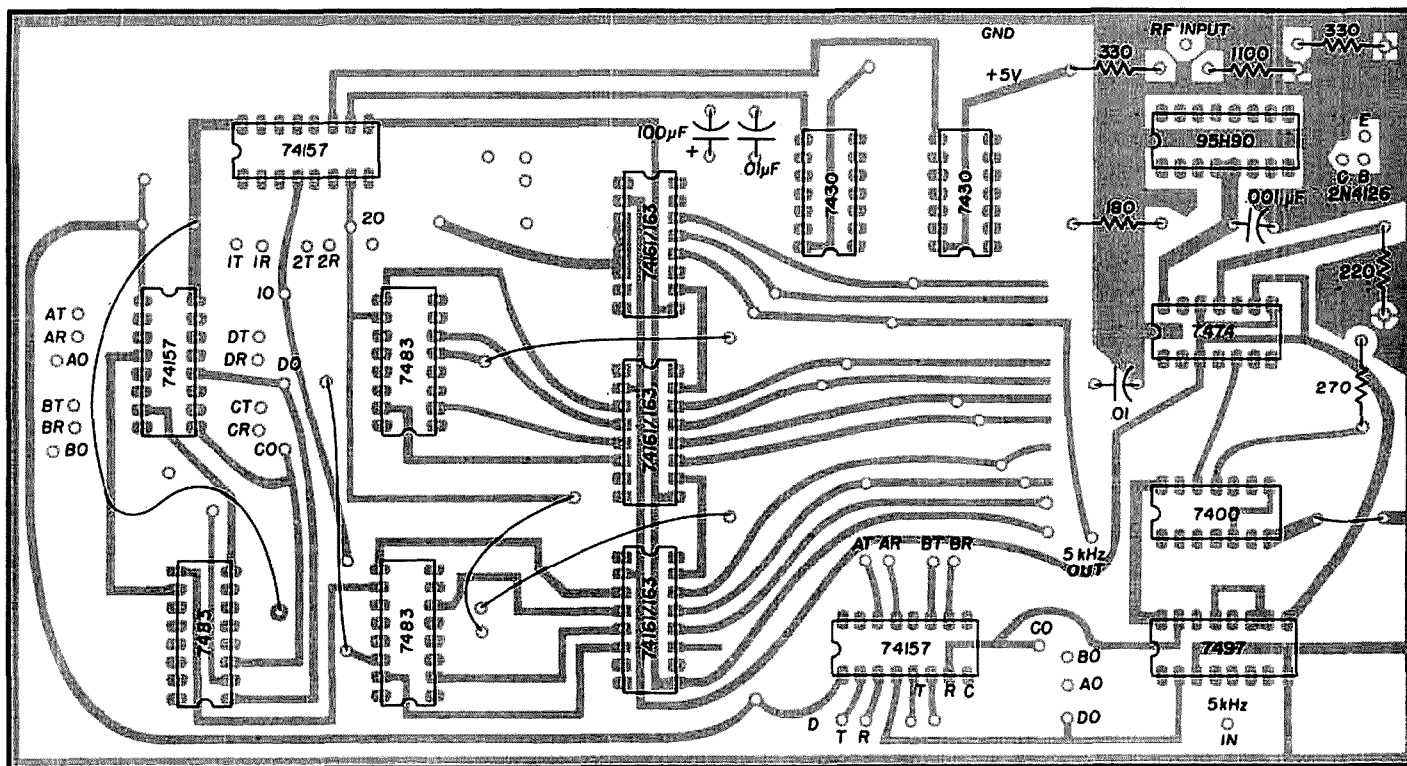 GND
RF INPUT
330
+5V
330
1100
100µF
+
.01µF
74157
7430
7430
95H90
E
C B
2N4126
.001µF
180
20
1T 1R 2T 2R
10
74161/163
220
AT
AR
AO
74157
DT
DR
DO
7483
7474
BT
BR
BO
CT
CR
CO
74161/163
.01
270
7400
5 kHz
OUT
AT AR BT BR
7483
7483
74161/163
74157
CO
BO
AO
DO
7497
D
T R
T R C
5kHz
IN